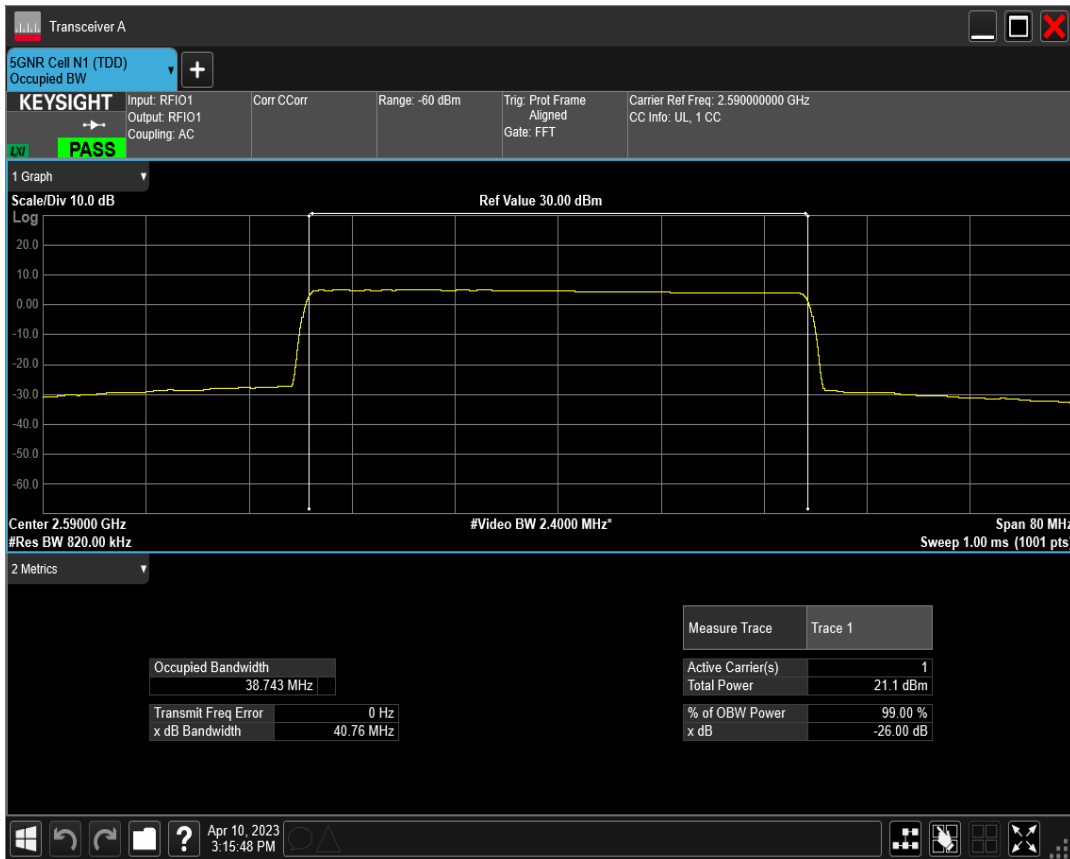 Transceiver A
5GNR Cell N1 (TDD)
Occupied BW
+
KEYSIGHT
LXI
PASS
Input: RFIO1
Output: RFIO1
Coupling: AC
Corr CCorr
Range: -60 dBm
Trig: Prot Frame
Aligned
Gate: FFT
Carrier Ref Freq: 2.590000000 GHz
CC Info: UL, 1 CC
1 Graph
Scale/Div 10.0 dB
Ref Value 30.00 dBm
Log
20.0
10.0
0.00
-10.0
-20.0
-30.0
-40.0
-50.0
-60.0
Center 2.59000 GHz
#Video BW 2.4000 MHz*
Span 80 MHz
#Res BW 820.00 kHz
Sweep 1.00 ms (1001 pts)
2 Metrics
Measure Trace
Trace 1
Occupied Bandwidth
38.743 MHz
Transmit Freq Error 0 Hz
x dB Bandwidth 40.76 MHz
Active Carrier(s) 1
Total Power 21.1 dBm
% of OBW Power 99.00 %
x dB -26.00 dB
?
Apr 10, 2023
3:15:48 PM